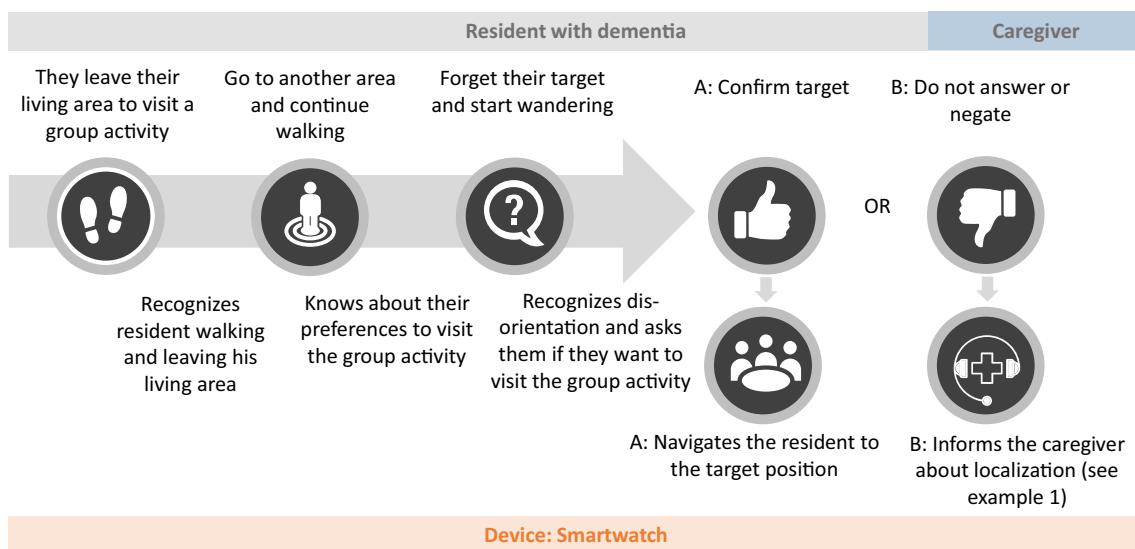 Resident with dementia
Caregiver
They leave their
living area to visit a
group activity
Go to another area
and continue
walking
Forget their target
and start wandering
A: Confirm target
B: Do not answer or
negate
?
OR
Recognizes
resident walking
and leaving his
living area
Knows about their
preferences to visit
the group activity
Recognizes dis-
orientation and asks
them if they want to
visit the group activity
A: Navigates the resident to
the target position
B: Informs the caregiver
about localization (see
example 1)
Device: Smartwatch